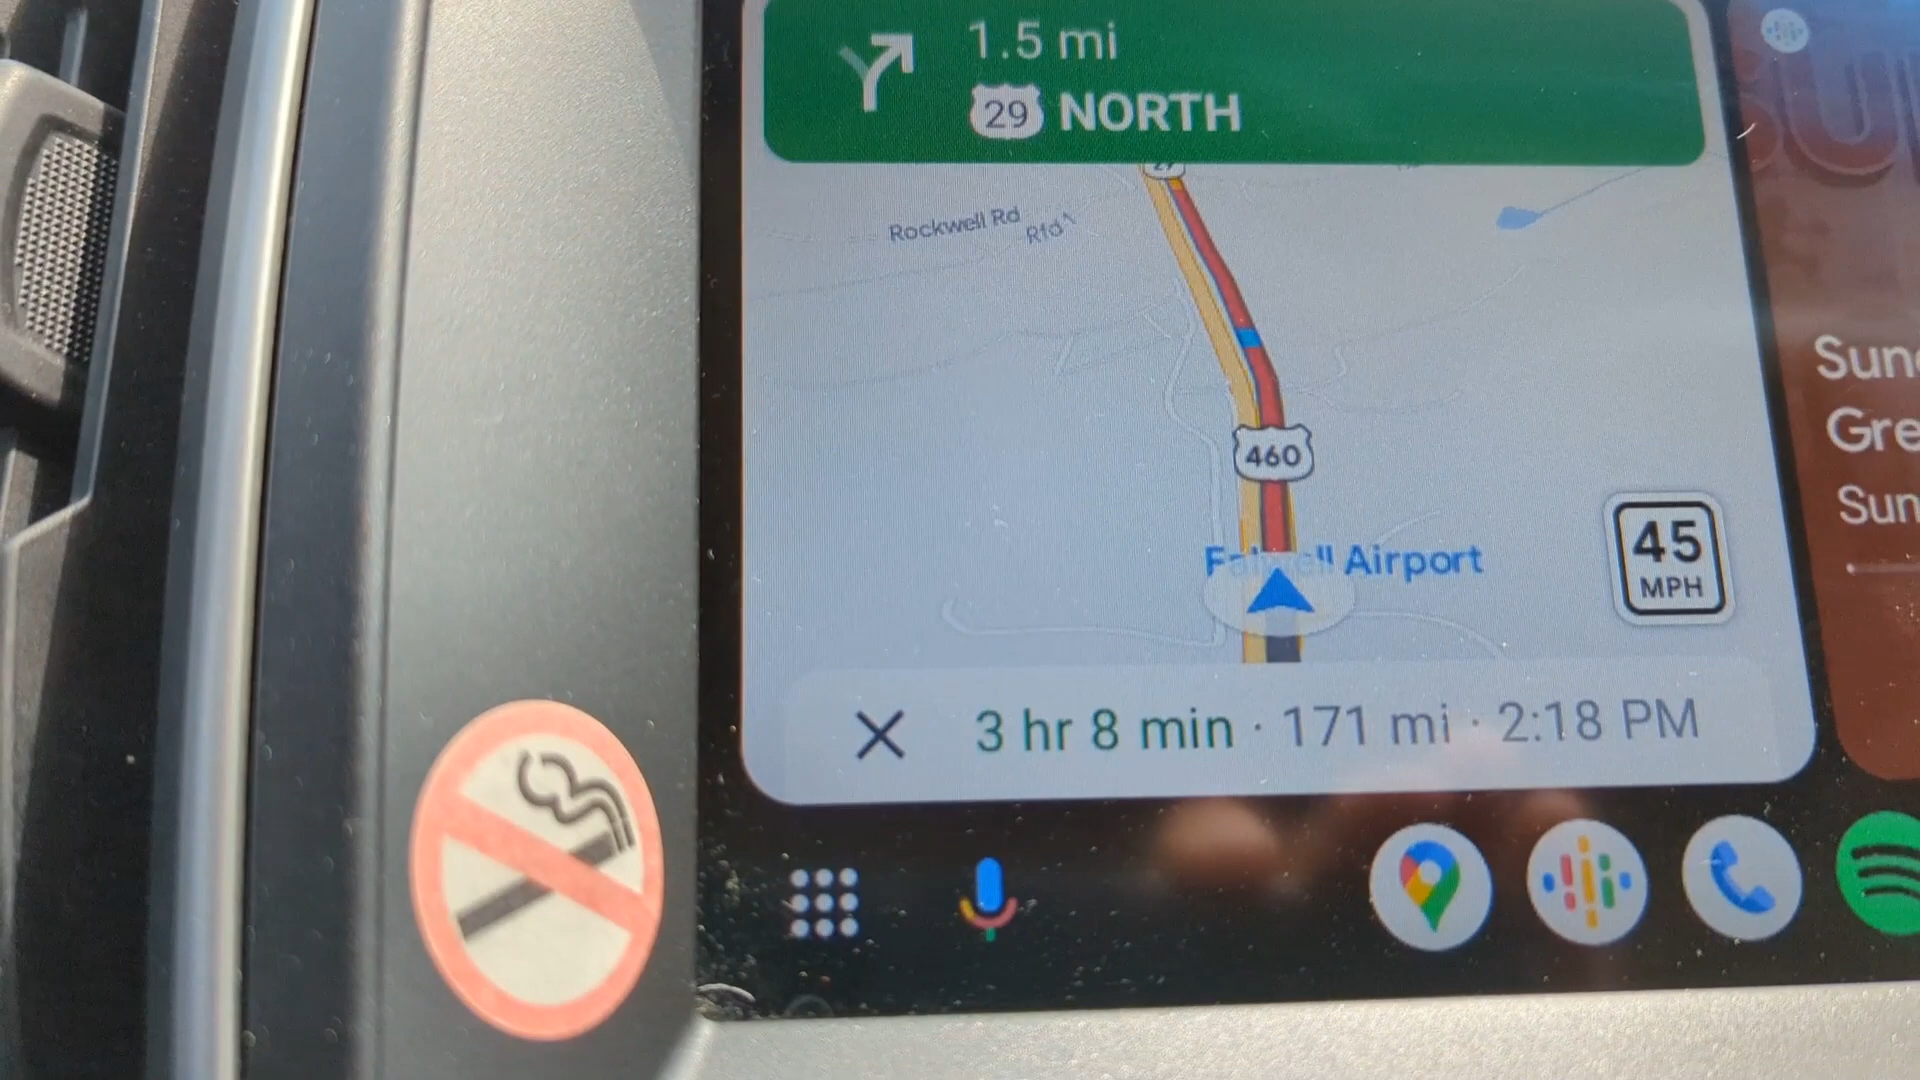 1.5 mi
29 NORTH
Rockwell Rd
460
Airport
45
MPH
3 hr 8 min · 171 mi · 2:18 PM
Gre